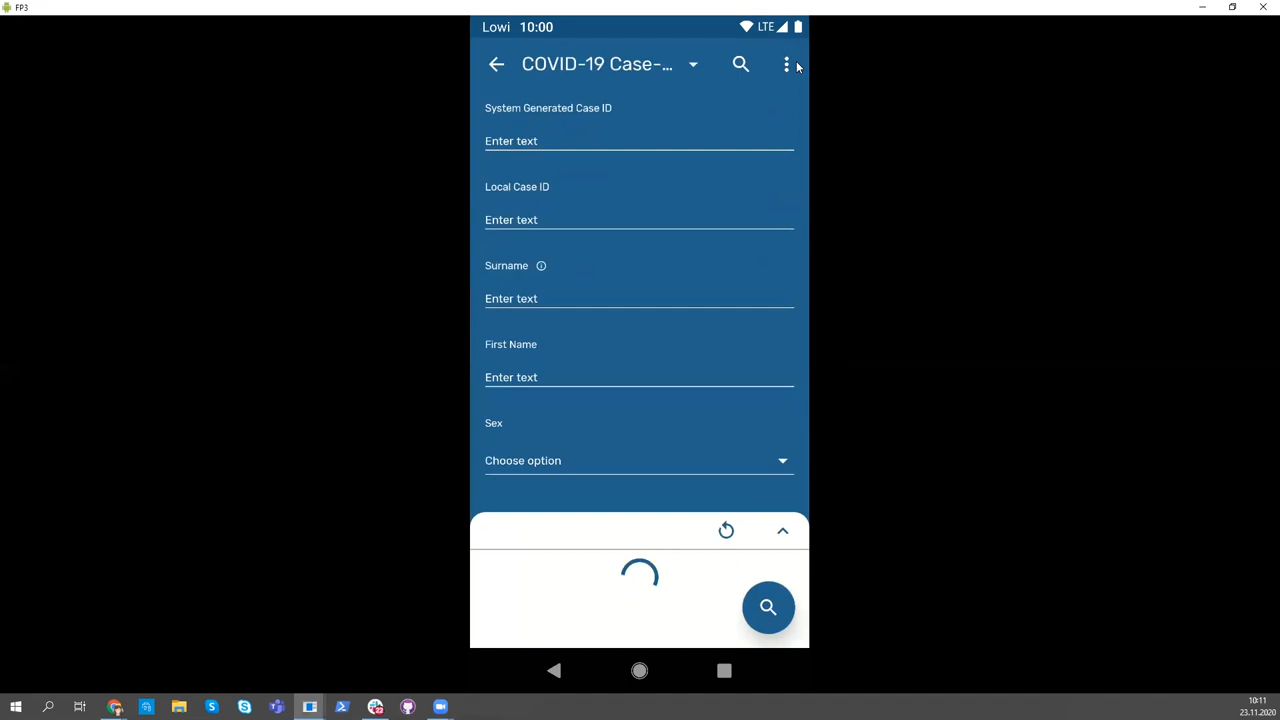 FP3
Lowi 10:00
LTE
COVID-19 Case-...
System Generated Case ID
Enter text
Local Case ID
Enter text
Surname
Enter text
First Name
Enter text
Sex
Choose option
10:11
23.11.2020